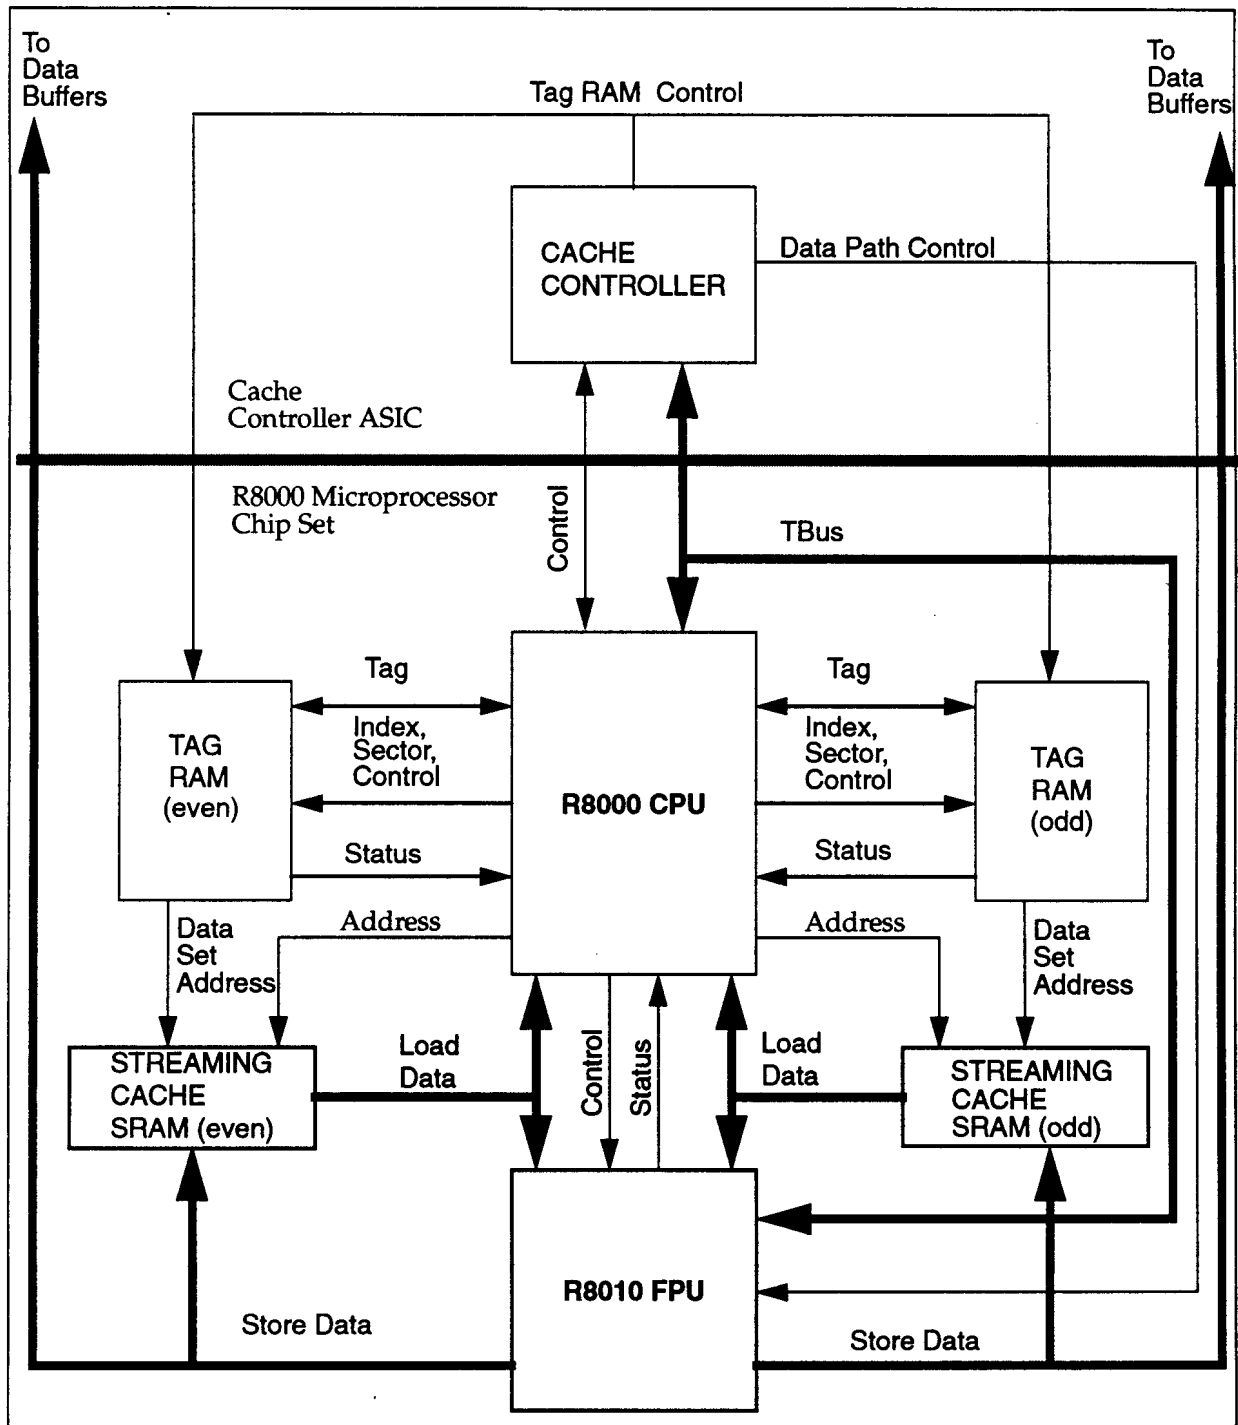 To
Data
Buffers
To
Data
Buffers
Tag RAM Control
CACHE
CONTROLLER
Data Path Control
Cache
Controller ASIC
R8000 Microprocessor
Chip Set
Control
TBus
Tag
Index,
Sector,
Control
Status
Address
TAG
RAM
(even)
R8000 CPU
Tag
Index,
Sector,
Control
Status
Address
TAG
RAM
(odd)
Data
Set
Address
Data
Set
Address
STREAMING
CACHE
SRAM (even)
Load
Data
Control
Status
Load
Data
STREAMING
CACHE
SRAM (odd)
R8010 FPU
Store Data
Store Data